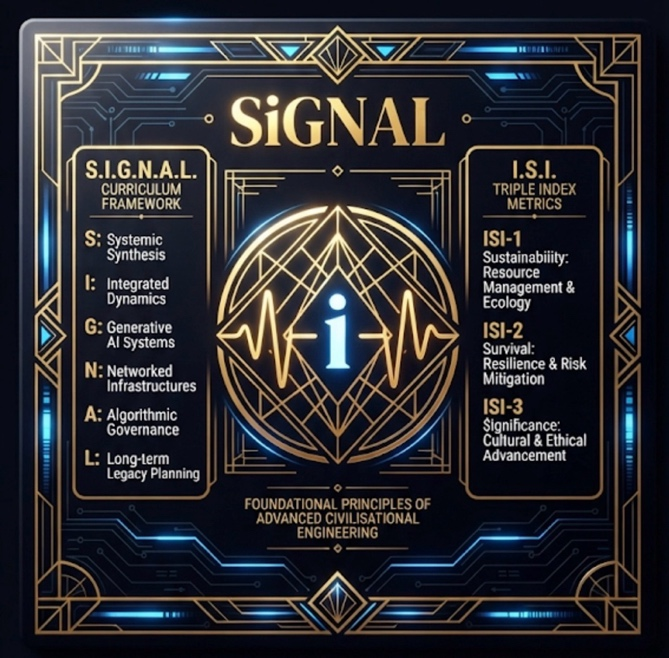 SiGNAL
S.I.G.N.A.L.
CURRICULUM
FRAMEWORK
S: Systemic
Synthesis
I: Integrated
Dynamics
G: Generative
AI Systems
N: Networked
Infrastructures
A: Algorithmic
Governance
L: Long-term
Legacy Planning
i
I.S.I.
TRIPLE INDEX
METRICS
ISI-1
Sustainability:
Resource
Management &
Ecology
ISI-2
Survival:
Resilience & Risk
Mitigation
ISI-3
Significance:
Cultural & Ethical
Advancement
FOUNDATIONAL PRINCIPLES OF
ADVANCED CIVILISATIONAL
ENGINEERING